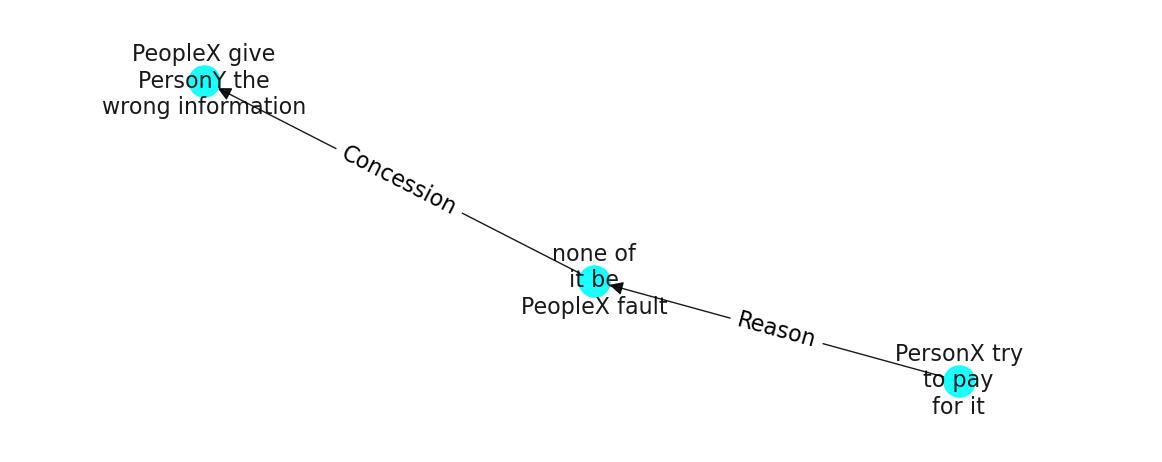 PeopleX give
PersonY the
wrong information
Concession
none of
it be
PeopleX fault
Reason
PersonX try
to pay
for it